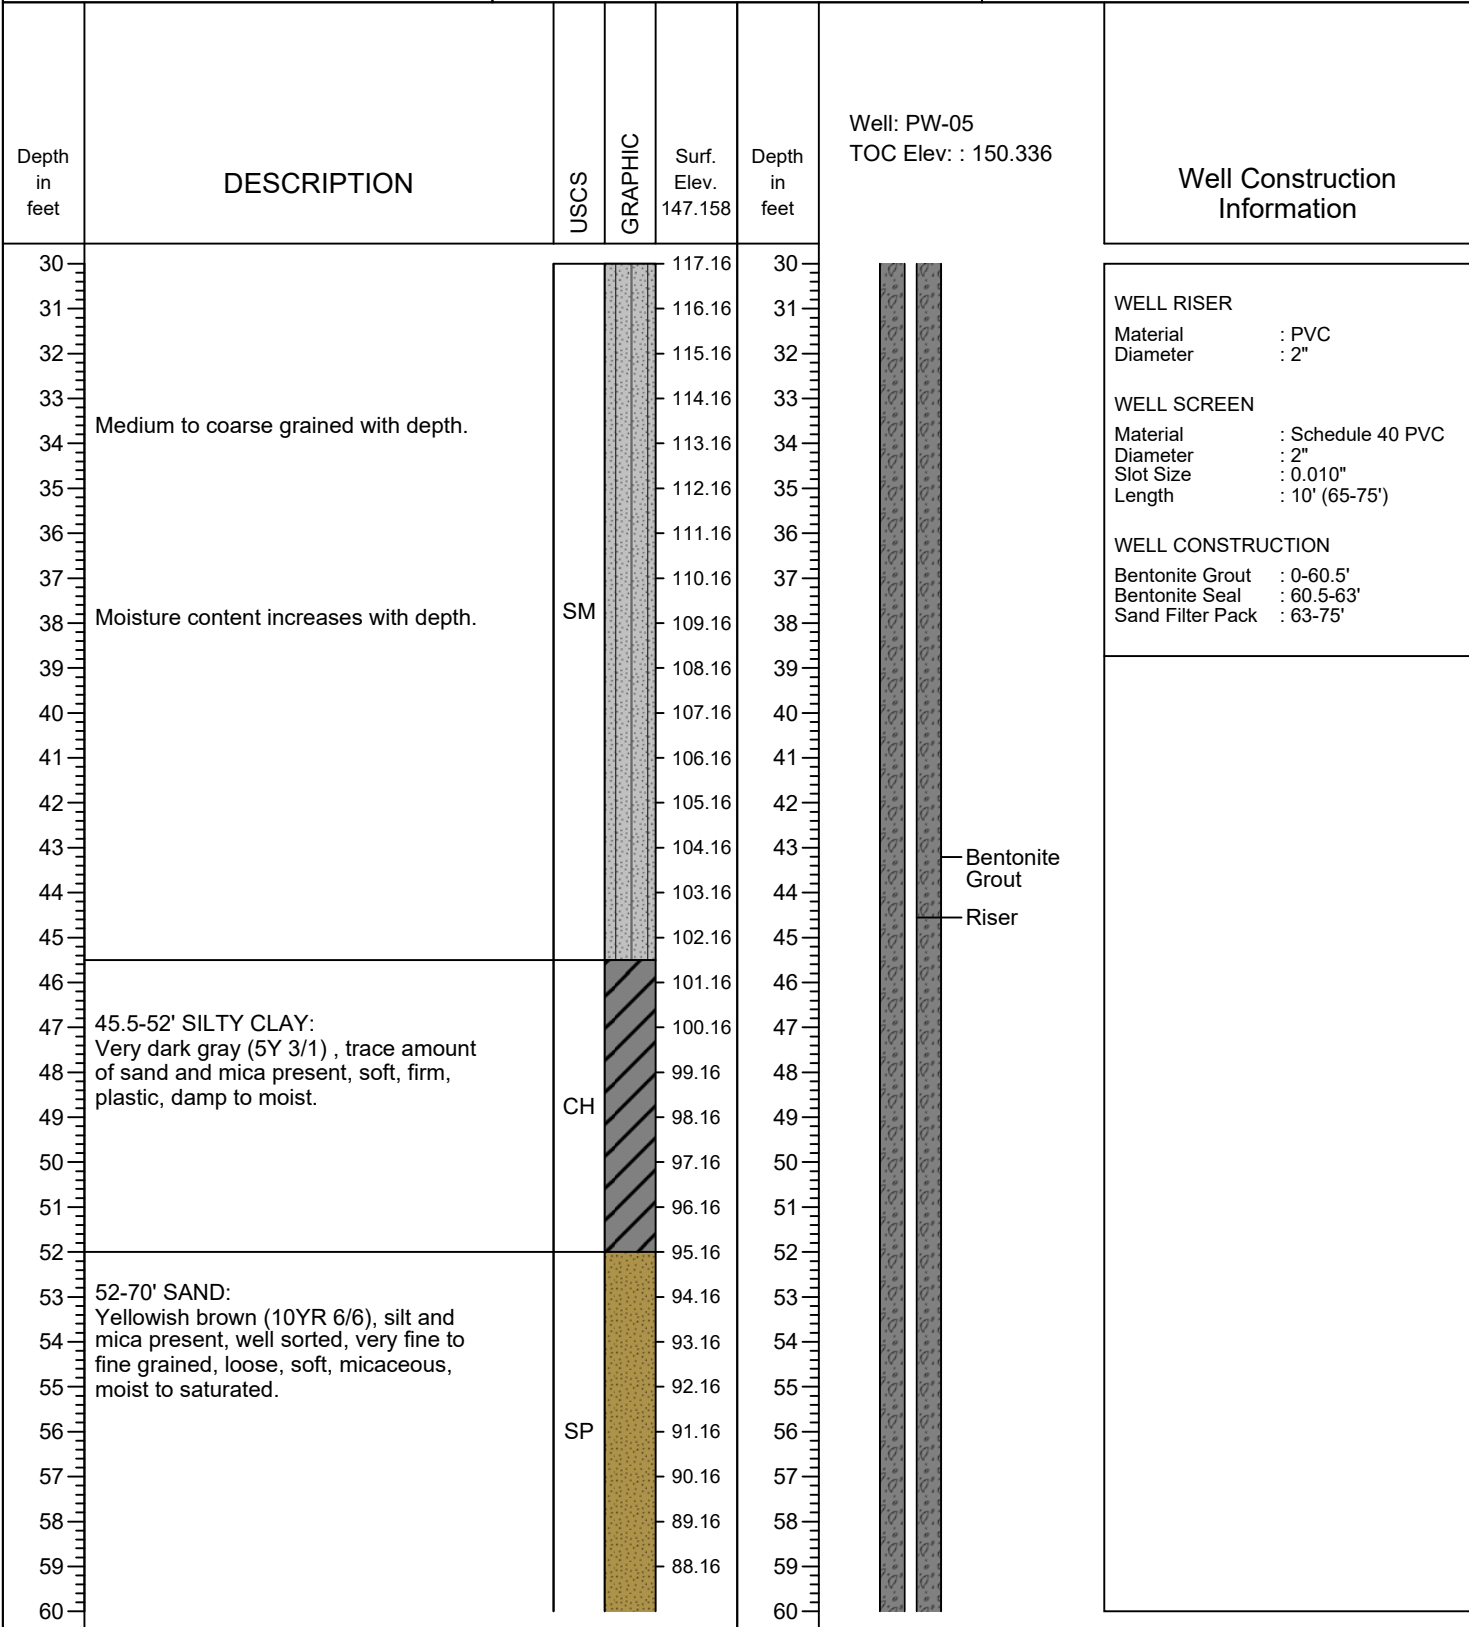 Depth
in
feet
DESCRIPTION
USCS
GRAPHIC
Surf.
Elev.
147.158
Depth
in
feet
Well: PW-05
TOC Elev: : 150.336
Well Construction
Information
30
31
32
33
34
35
36
37
38
39
40
41
42
43
44
45
46
47
48
49
50
51
52
53
54
55
56
57
58
59
60
Medium to coarse grained with depth.
Moisture content increases with depth.
45.5-52' SILTY CLAY:
Very dark gray (5Y 3/1) , trace amount
of sand and mica present, soft, firm,
plastic, damp to moist.
52-70' SAND:
Yellowish brown (10YR 6/6), silt and
mica present, well sorted, very fine to
fine grained, loose, soft, micaceous,
moist to saturated.
SM
CH
SP
117.16
116.16
115.16
114.16
113.16
112.16
111.16
110.16
109.16
108.16
107.16
106.16
105.16
104.16
103.16
102.16
101.16
100.16
99.16
98.16
97.16
96.16
95.16
94.16
93.16
92.16
91.16
90.16
89.16
88.16
30
31
32
33
34
35
36
37
38
39
40
41
42
43
44
45
46
47
48
49
50
51
52
53
54
55
56
57
58
59
60
Bentonite
Grout
Riser
WELL RISER
Material : PVC
Diameter : 2"
WELL SCREEN
Material : Schedule 40 PVC
Diameter : 2"
Slot Size : 0.010"
Length : 10' (65-75')
WELL CONSTRUCTION
Bentonite Grout : 0-60.5'
Bentonite Seal : 60.5-63'
Sand Filter Pack : 63-75'